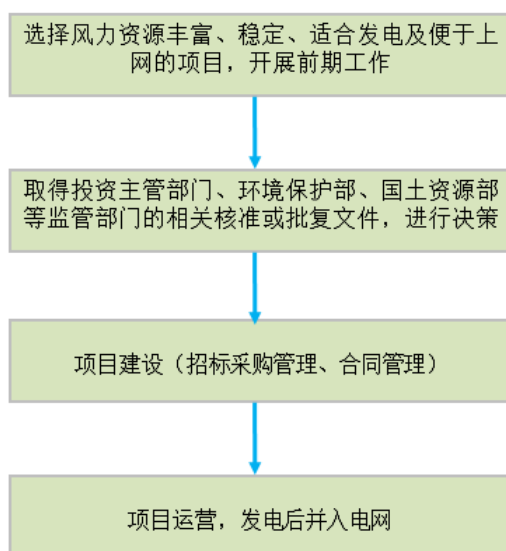 选择风力资源丰富、稳定、适合发电及便于上
网的项目，开展前期工作
取得投资主管部门、环境保护部、国土资源部
等监管部门的相关核准或批复文件，进行决策
项目建设（招标采购管理、合同管理）
项目运营，发电后并入电网